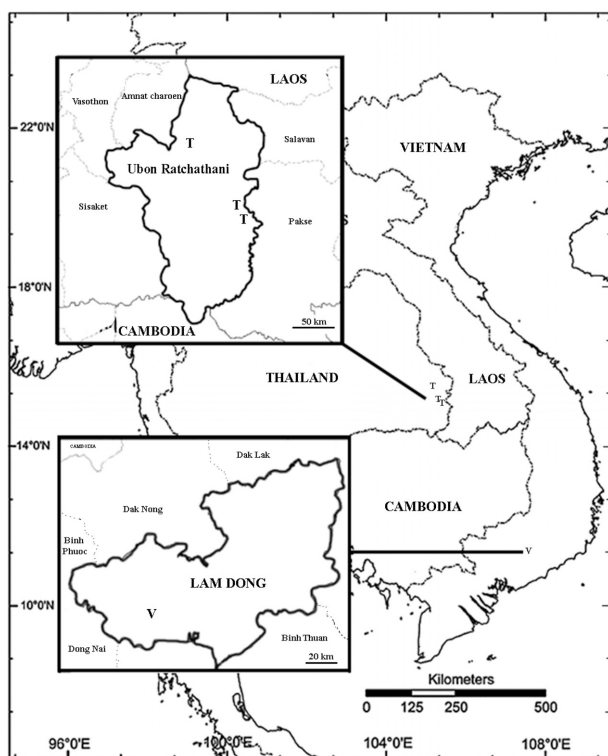 LAOS
Amnat charoen
Vasothon
T
Salavan
Ubon Ratchathani
Sisaket
T
T
Pakse
CAMBODIA
50 km
22°0'N
18°0'N
14°0'N
10°0'N
VIETNAM
S
THAILAND
LAOS
T
T T
CAMBODIA
V
CAMBODIA
Dak Lak
Dak Nong
Binh
Phuoc
LAM DONG
V
Dong Nai
Binh Thuan
20 km
Kilometers
0 125 250 500
96°0'E 100°0'E 104°0'E 108°0'E